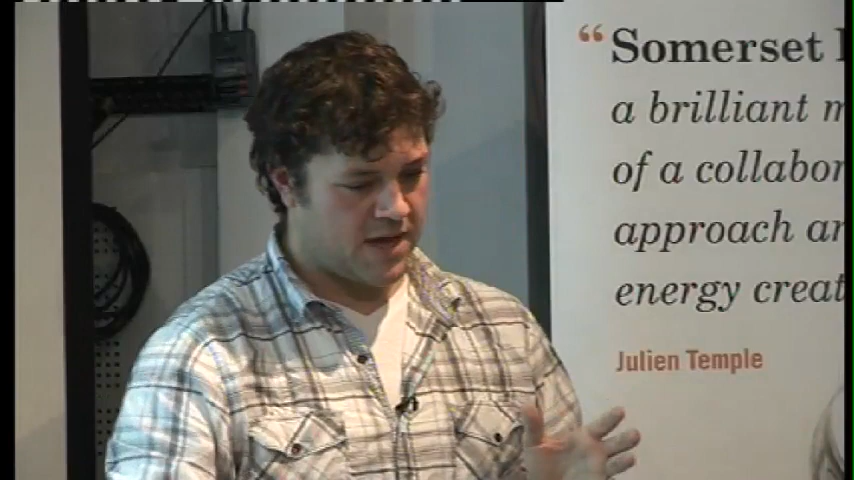 “Somerset
a brilliant
of a collabor
approach
energy creat
Julien Temple